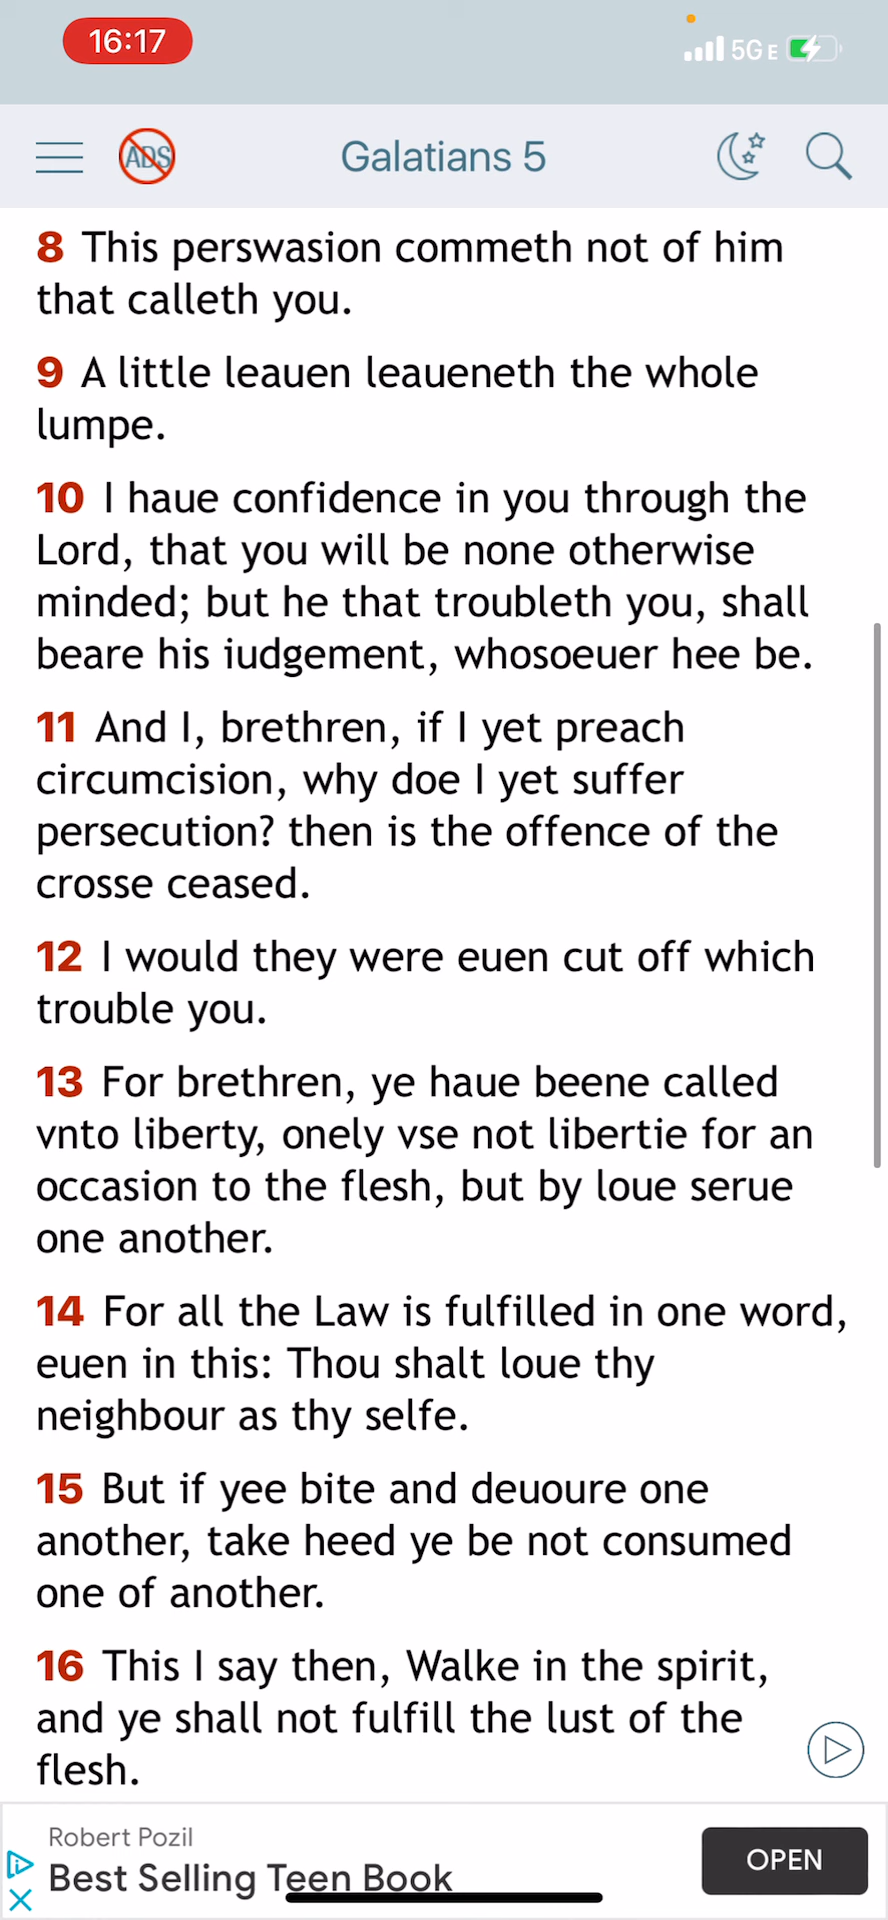 16:17
5G E
ADS
Galatians 5
8 This perswasion commeth not of him
that calleth you.
9 A little leauen leaueneth the whole
lumpe.
10 I haue confidence in you through the
Lord, that you will be none otherwise
minded; but he that troubleth you, shall
beare his iudgement, whosoeuer hee be.
11 And I, brethren, if I yet preach
circumcision, why doe I yet suffer
persecution? then is the offence of the
crosse ceased.
12 I would they were euen cut off which
trouble you.
13 For brethren, ye haue beene called
vnto liberty, onely vse not libertie for an
occasion to the flesh, but by loue serue
one another.
14 For all the Law is fulfilled in one word,
euen in this: Thou shalt loue thy
neighbour as thy selfe.
15 But if yee bite and deuoure one
another, take heed ye be not consumed
one of another.
16 This I say then, Walke in the spirit,
and ye shall not fulfill the lust of the
flesh.
Robert Pozil
Best Selling Teen Book
OPEN